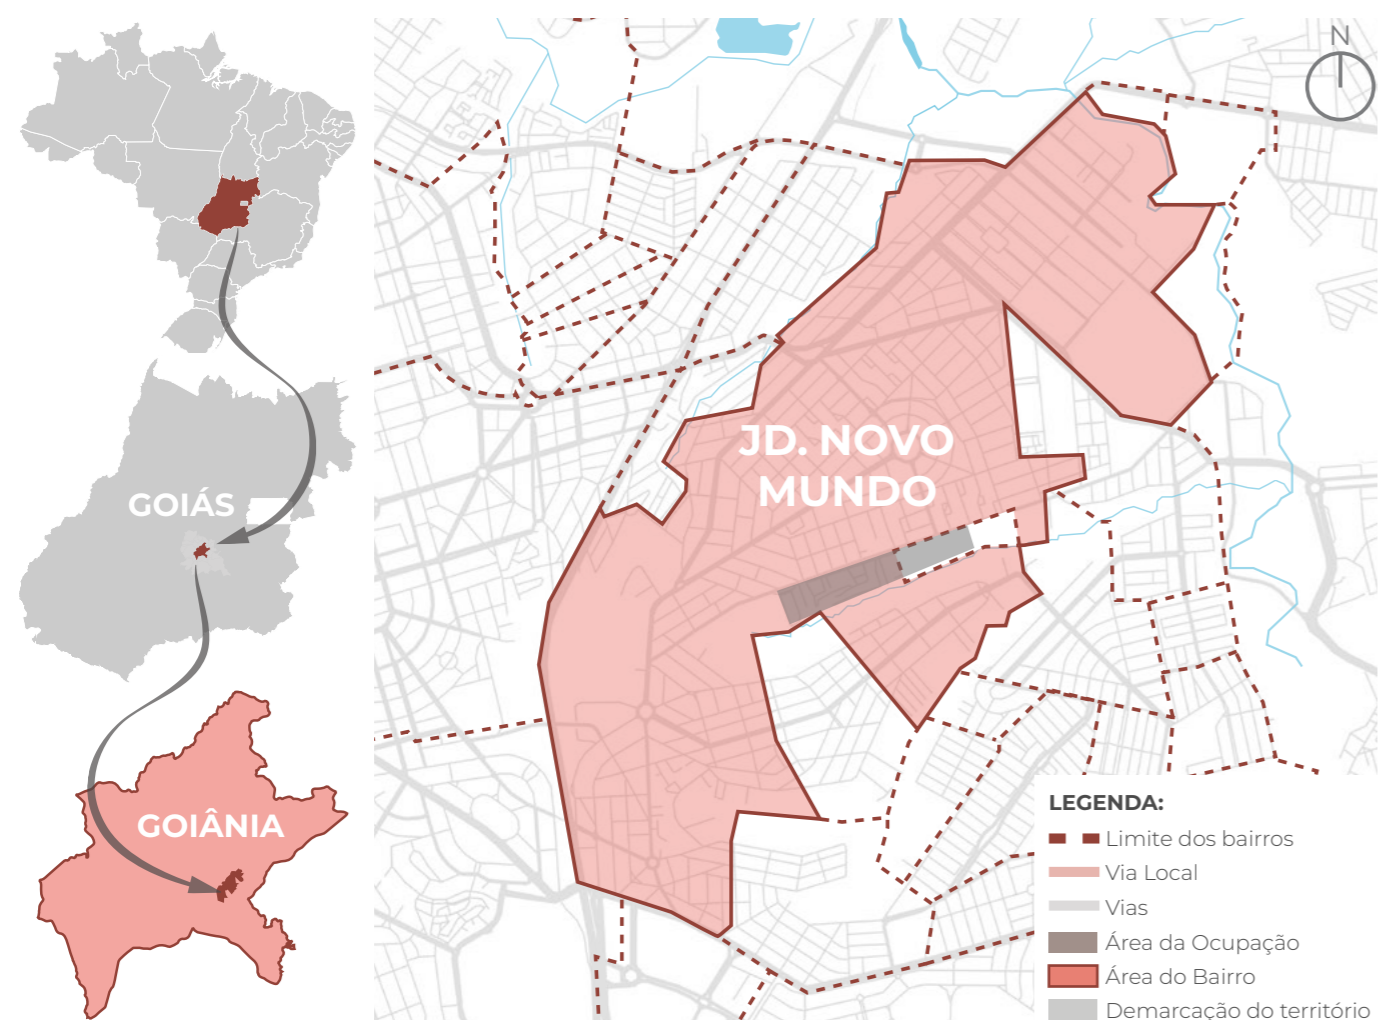 GOIÁS
GOIÂNIA
N
JD. NOVO
MUNDO
LEGENDA:
Limite dos bairros
Via Local
Vias
Área da Ocupação
Área do Bairro
Demarcação do território